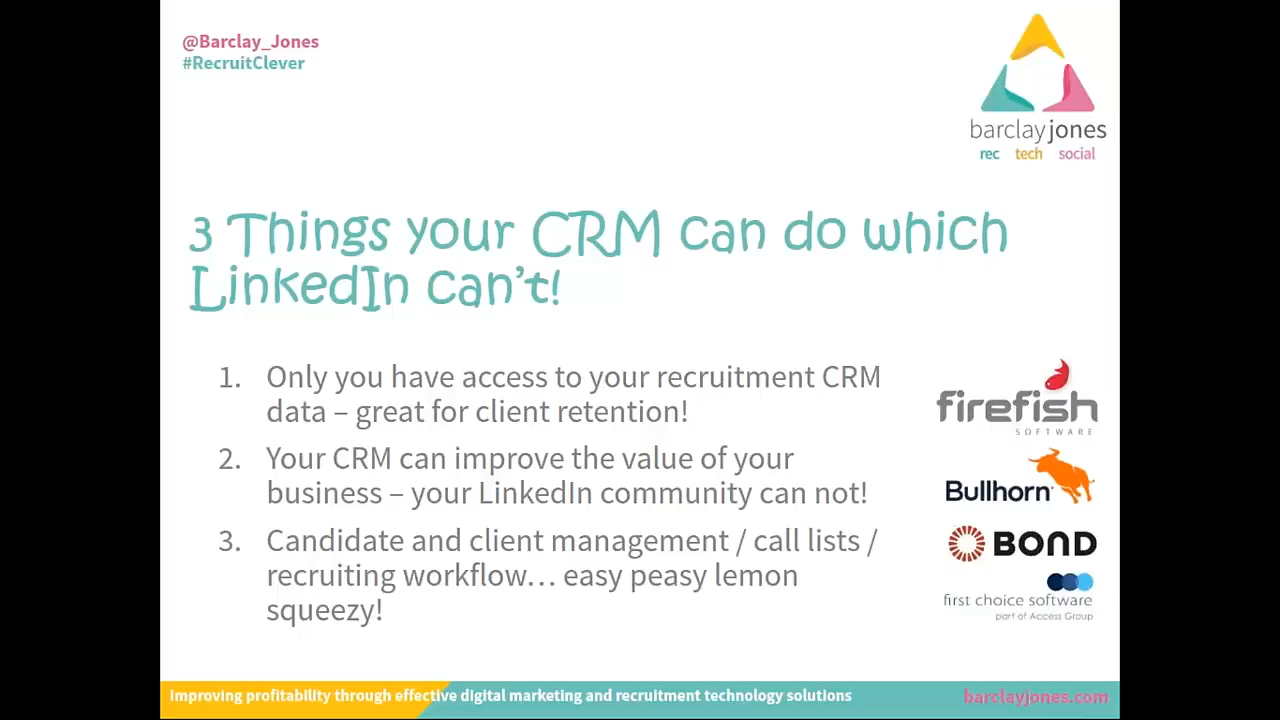 @Barclay_Jones
#RecruitClever
barclayjones
rec tech social
3 Things your CRM can do which
LinkedIn can't!
1. Only you have access to your recruitment CRM
data – great for client retention!
2. Your CRM can improve the value of your
business – your LinkedIn community can not!
3. Candidate and client management / call lists /
recruiting workflow… easy peasy lemon
squeezy!
firefish
SOFTWARE
Bullhorn
BOND
first choice software
part of Access Group
Improving profitability through effective digital marketing and recruitment technology solutions
barclayjones.com